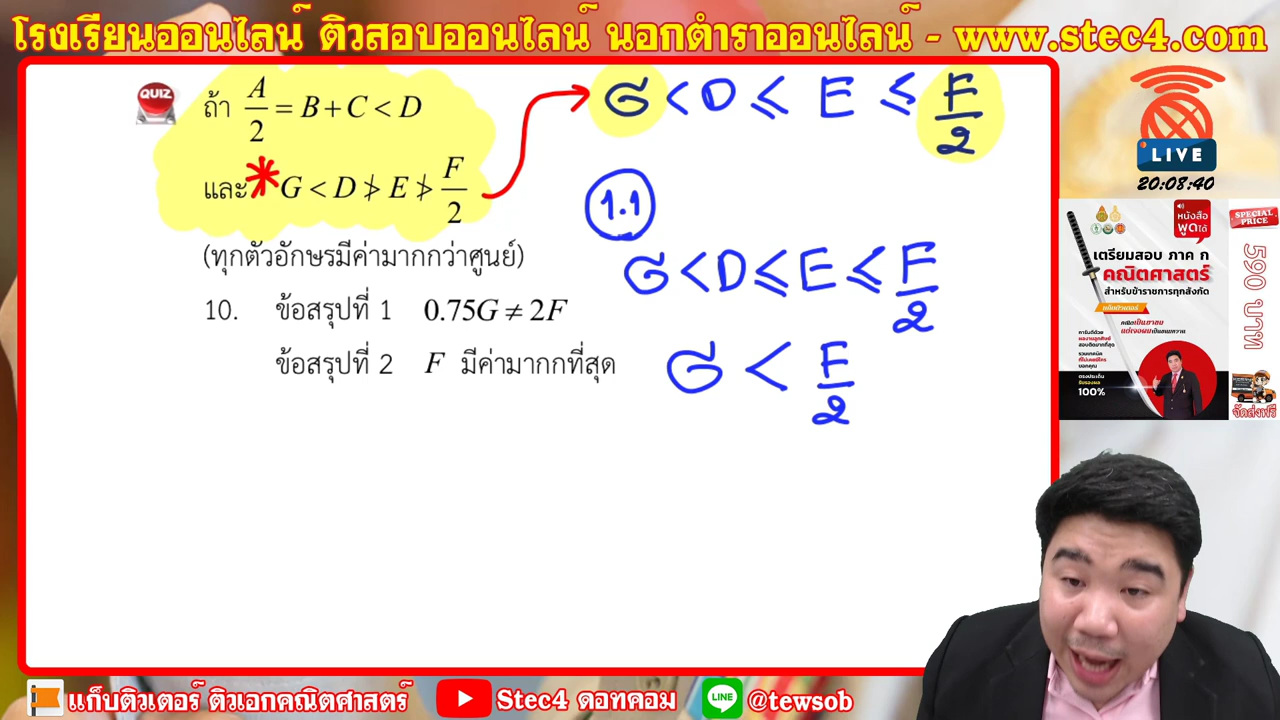 โรงเรียนออนไลน์ ติวสอบออนไลน์ นอกตำราออนไลน์ - www.stec4.com
QUIZ
ถ้า A/2 = B + C < D
และ * G < D ≯ E ≯ F/2
(ทุกตัวอักษรมีค่ามากกว่าศูนย์)
10. ข้อสรุปที่ 1 0.75G ≠ 2F
ข้อสรุปที่ 2 F มีค่ามากที่สุด
G < D ≤ E ≤ F/2
1.1
G < D ≤ E ≤ F/2
G < F/2
LIVE
20:08:40
หนังสือ
พูดได้
เตรียมสอบ ภาค ก
คณิตศาสตร์
สำหรับข้าราชการทุกสังกัด
100%
SPECIAL
PRICE
590 บาท
จัดส่งฟรี
แก็บติวเตอร์ ติวเอกคณิตศาสตร์
Stec4 ดอทคอม
LINE
@tewsob